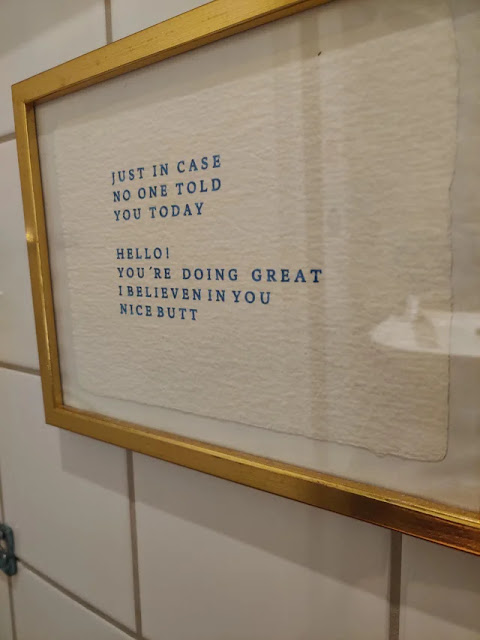 JUST IN CASE
NO ONE TOLD
YOU TODAY
HELLO!
YOU´RE DOING GREAT
I BELIEVEN IN YOU
NICE BUTT